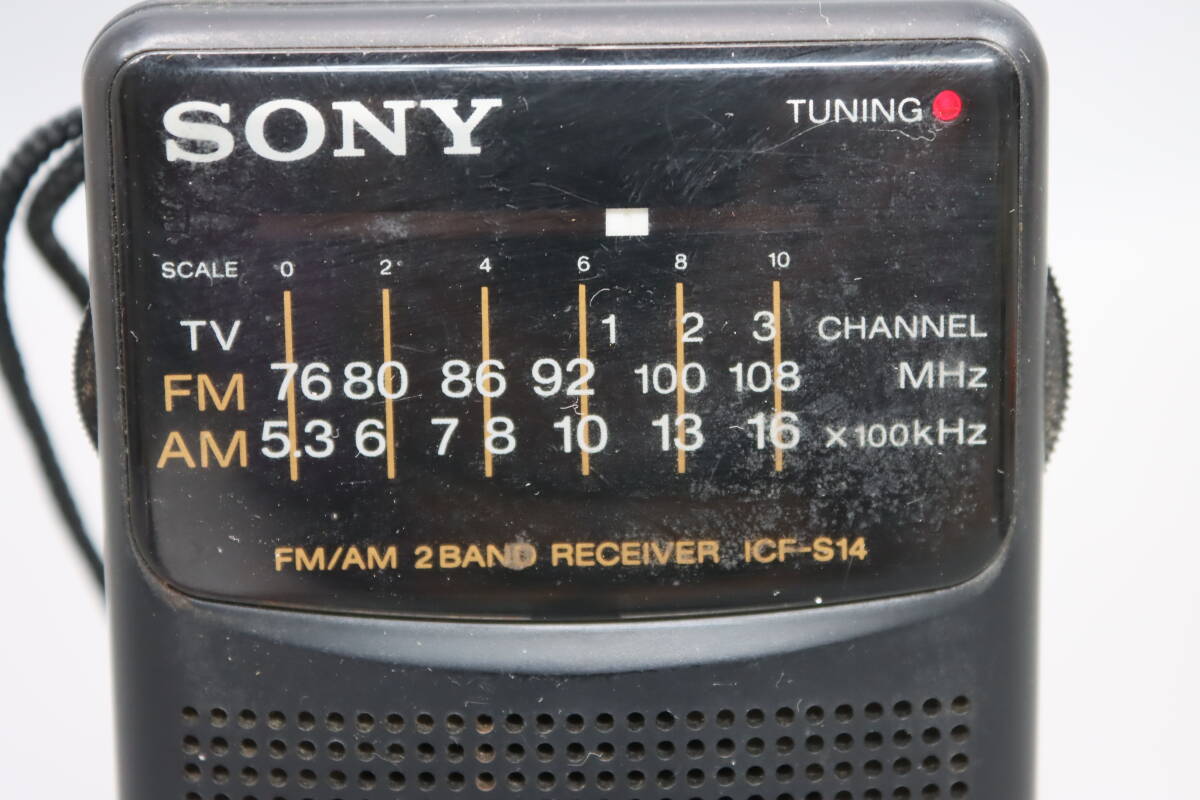 SONY TUNING
SCALE 0 2 4 6 8 10
TV 1 2 3 CHANNEL
FM 76 80 86 92 100 108 MHz
AM 5.3 6 7 8 10 13 16 x100kHz
FM/AM 2 BAND RECEIVER ICF-S14